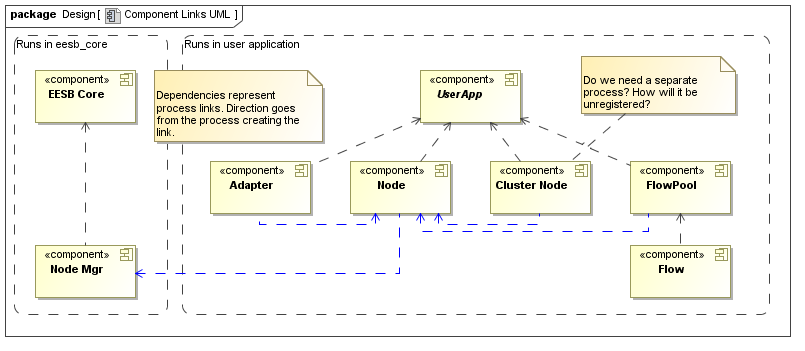 package Design[ Component Links UML ]
Runs in eesb_core
Runs in user application
«component»
EESB Core
Dependencies represent
process links. Direction goes
from the process creating the
link.
«component»
UserApp
Do we need a separate
process? How will it be
unregistered?
«component»
Adapter
«component»
Node
«component»
Cluster Node
«component»
FlowPool
«component»
Node Mgr
«component»
Flow